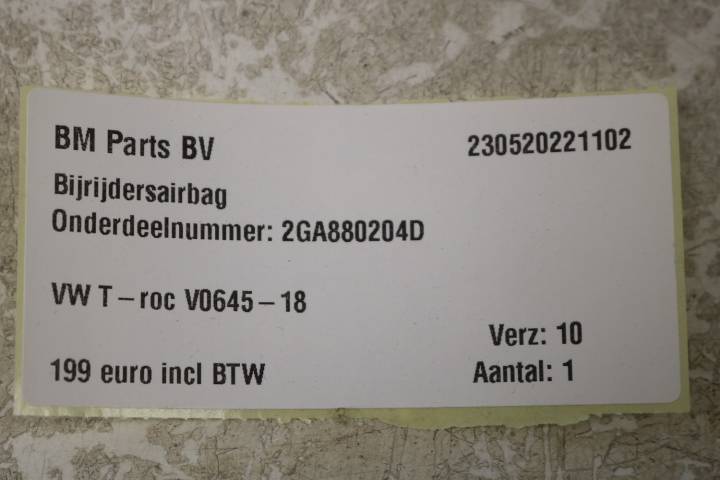 BM Parts BV 230520221102
Bijrijdersairbag
Onderdeelnummer: 2GA880204D
VW T-roc V0645-18
Verz: 10
199 euro incl BTW Aantal: 1